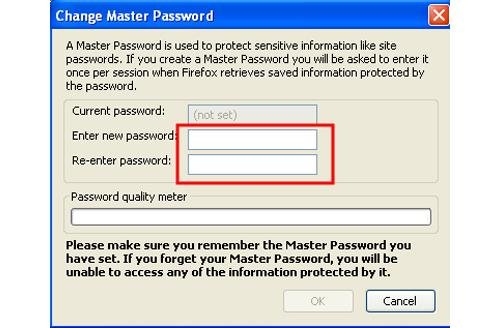 Change Master Password
A Master Password is used to protect sensitive information like site
passwords. If you create a Master Password you will be asked to enter it
once per session when Firefox retrieves saved information protected by
the password.
Current password: (not set)
Enter new password:
Re-enter password:
Password quality meter
Please make sure you remember the Master Password you
have set. If you forget your Master Password, you will be
unable to access any of the information protected by it.
OK Cancel